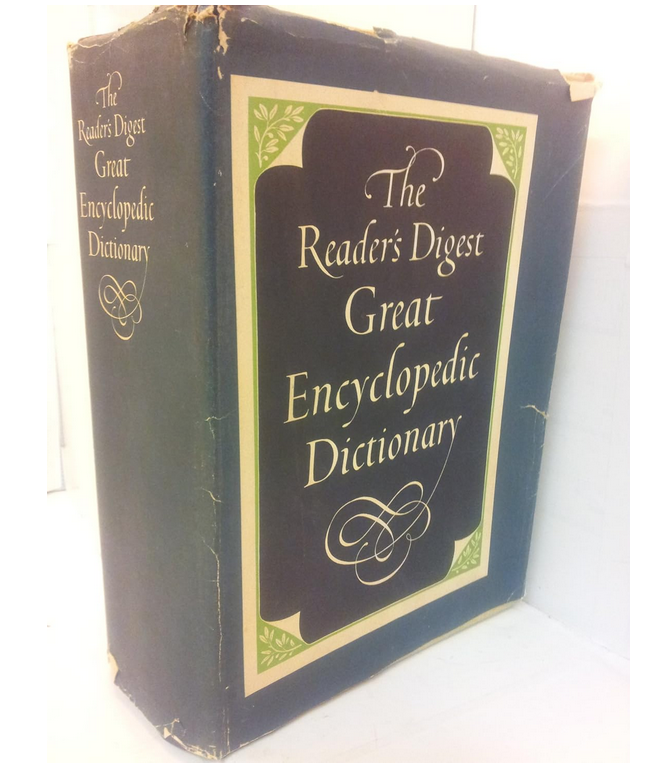 The
Reader's Digest
Great
Encyclopedic
Dictionary
The
Reader's Digest
Great
Encyclopedic
Dictionary